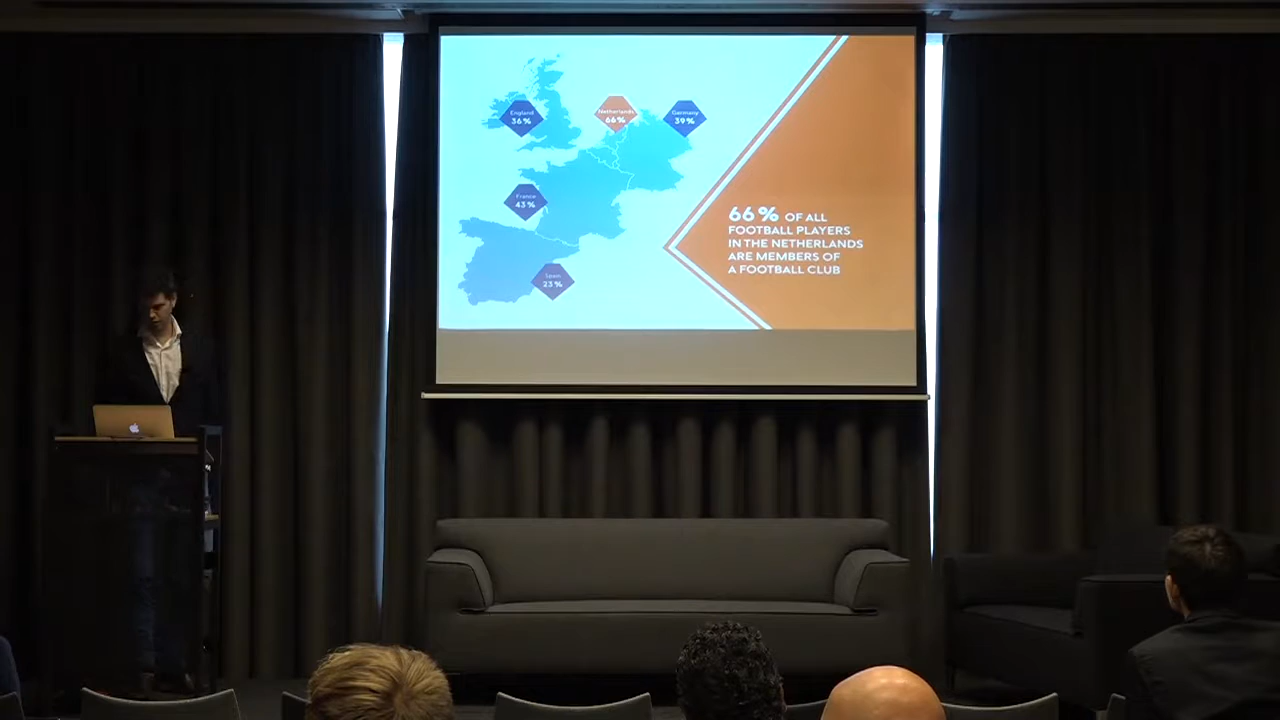 England
36%
Netherlands
66%
Germany
39%
France
43%
Spain
23%
66% OF ALL
FOOTBALL PLAYERS
IN THE NETHERLANDS
ARE MEMBERS OF
A FOOTBALL CLUB